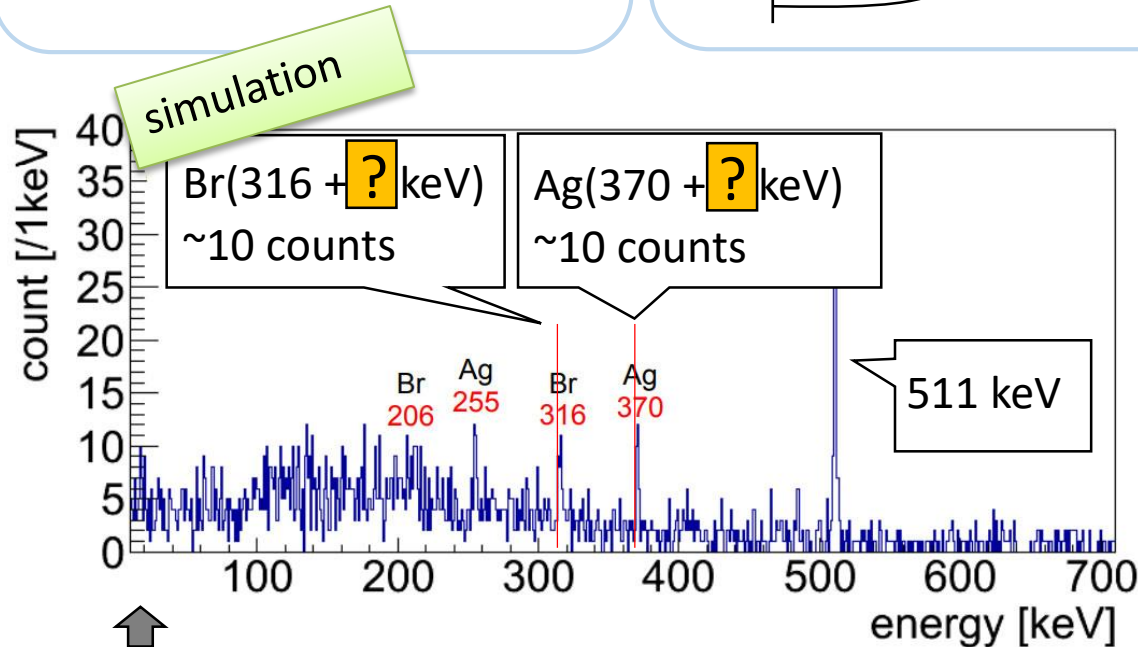 simulation
count [/1keV]
40
35
30
25
20
15
10
5
0
Br(316 + ? keV)
~10 counts
Ag(370 + ? keV)
~10 counts
511 keV
Br
206
Ag
255
Br
316
Ag
370
100 200 300 400 500 600 700
energy [keV]